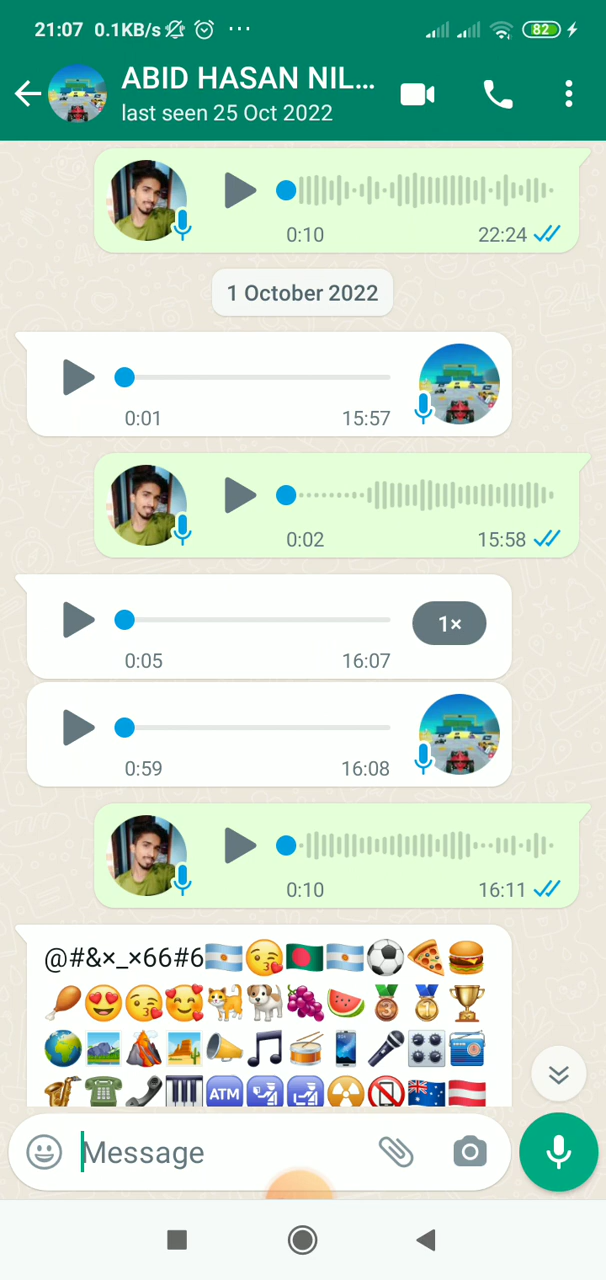 21:07 0.1KB/s ... 82
ABID HASAN NIL...
last seen 25 Oct 2022
0:10 22:24
1 October 2022
0:01 15:57
0:02 15:58
1×
0:05 16:07
0:59 16:08
0:10 16:11
@#&×_×66#6🇦🇷😘🇧🇩🇦🇷⚽🍕🍔
🍗😍😘🥰🐈🐕🍇🍉🥉🥇🏆
🌍🏞️🌋🏜️📣🎵🥁📱🎤🎛️📻
🎷☎️📞🎹🏧🛂🛃☢️📵🇦🇺🇦🇹
Message